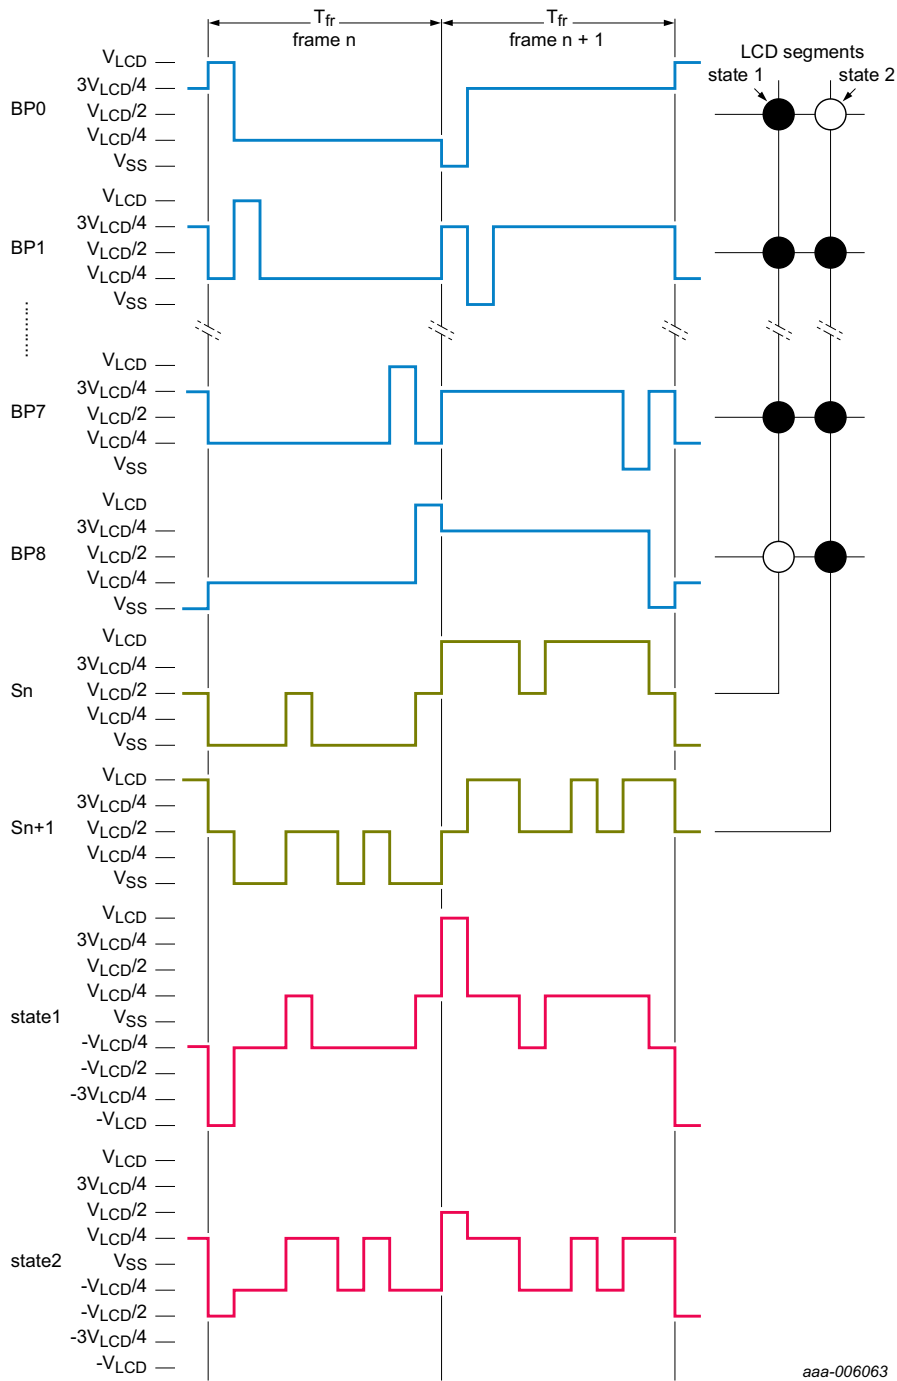 Tfr Tfr
frame n frame n + 1
LCD segments
state 1 state 2
BP0
VLCD
3VLCD/4
VLCD/2
VLCD/4
VSS
BP1
VLCD
3VLCD/4
VLCD/2
VLCD/4
VSS
BP7
VLCD
3VLCD/4
VLCD/2
VLCD/4
VSS
BP8
VLCD
3VLCD/4
VLCD/2
VLCD/4
VSS
Sn
VLCD
3VLCD/4
VLCD/2
VLCD/4
VSS
Sn+1
VLCD
3VLCD/4
VLCD/2
VLCD/4
VSS
state1
VLCD
3VLCD/4
VLCD/2
VLCD/4
VSS
-VLCD/4
-VLCD/2
-3VLCD/4
-VLCD
state2
VLCD
3VLCD/4
VLCD/2
VLCD/4
VSS
-VLCD/4
-VLCD/2
-3VLCD/4
-VLCD
aaa-006063